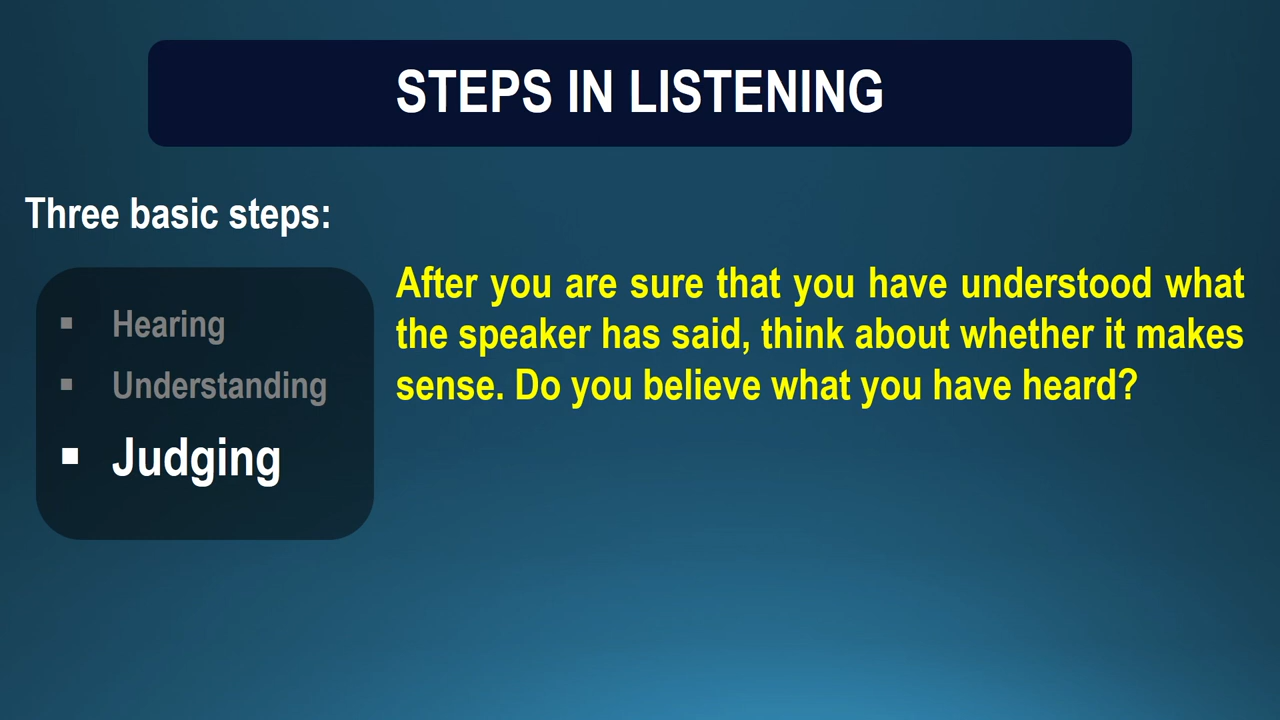 STEPS IN LISTENING
Three basic steps:
▪ Hearing
▪ Understanding
▪ Judging
After you are sure that you have understood what
the speaker has said, think about whether it makes
sense. Do you believe what you have heard?